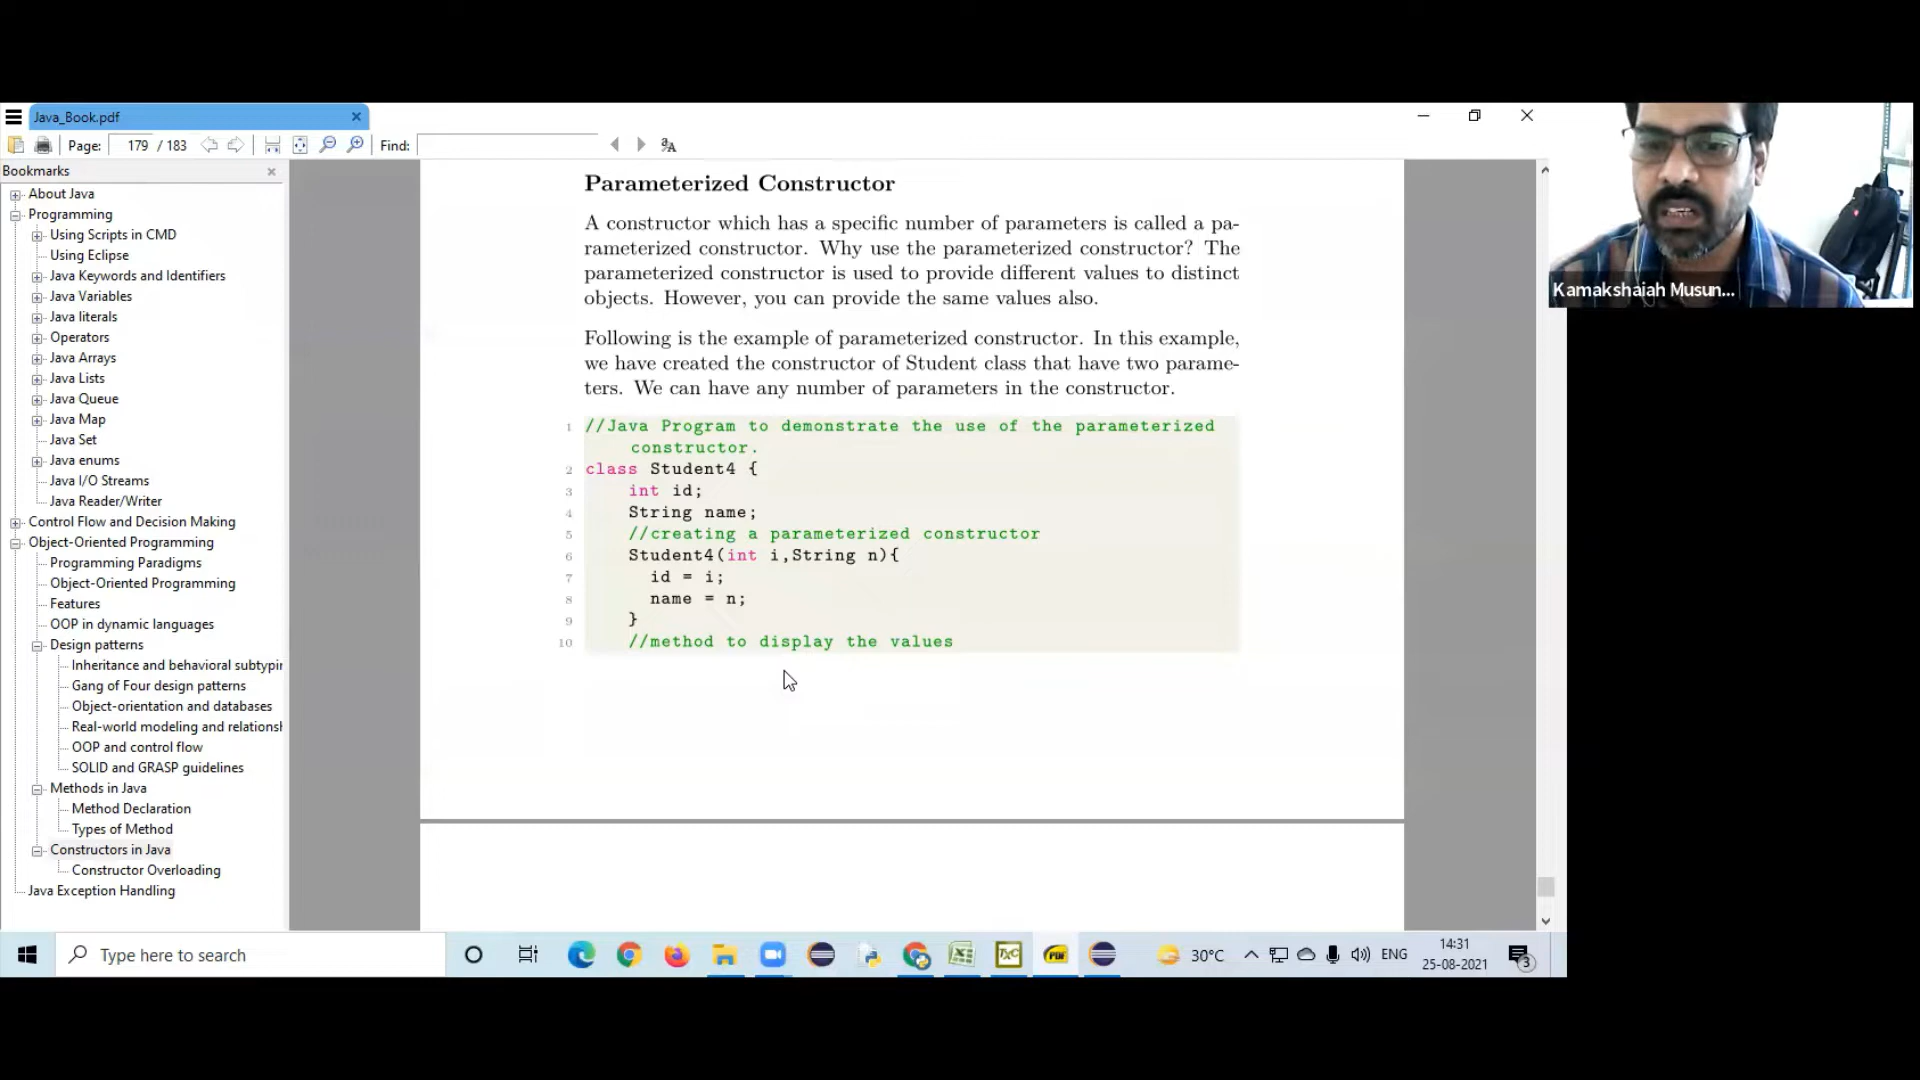 Java_Book.pdf
Page: 179 / 183 Find:
Bookmarks
About Java
Programming
Using Scripts in CMD
Using Eclipse
Java Keywords and Identifiers
Java Variables
Java literals
Operators
Java Arrays
Java Lists
Java Queue
Java Map
Java Set
Java enums
Java I/O Streams
Java Reader/Writer
Control Flow and Decision Making
Object-Oriented Programming
Programming Paradigms
Object-Oriented Programming
Features
OOP in dynamic languages
Design patterns
Inheritance and behavioral subtypin
Gang of Four design patterns
Object-orientation and databases
Real-world modeling and relationsh
OOP and control flow
SOLID and GRASP guidelines
Methods in Java
Method Declaration
Types of Method
Constructors in Java
Constructor Overloading
Java Exception Handling
Parameterized Constructor
A constructor which has a specific number of parameters is called a pa-
rameterized constructor. Why use the parameterized constructor? The
parameterized constructor is used to provide different values to distinct
objects. However, you can provide the same values also.
Following is the example of parameterized constructor. In this example,
we have created the constructor of Student class that have two parame-
ters. We can have any number of parameters in the constructor.
1 //Java Program to demonstrate the use of the parameterized
constructor.
2 class Student4 {
3 int id;
4 String name;
5 //creating a parameterized constructor
6 Student4(int i,String n){
7 id = i;
8 name = n;
9 }
10 //method to display the values
Kamakshaiah Musun...
Type here to search
TXC
PDF
30°C
ENG
14:31
25-08-2021
3